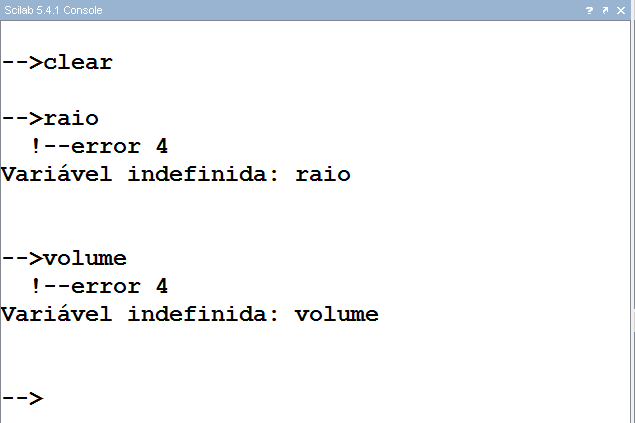 Scilab 5.4.1 Console
? ↗ ✕
-->clear
-->raio
!--error 4
Variável indefinida: raio
-->volume
!--error 4
Variável indefinida: volume
-->